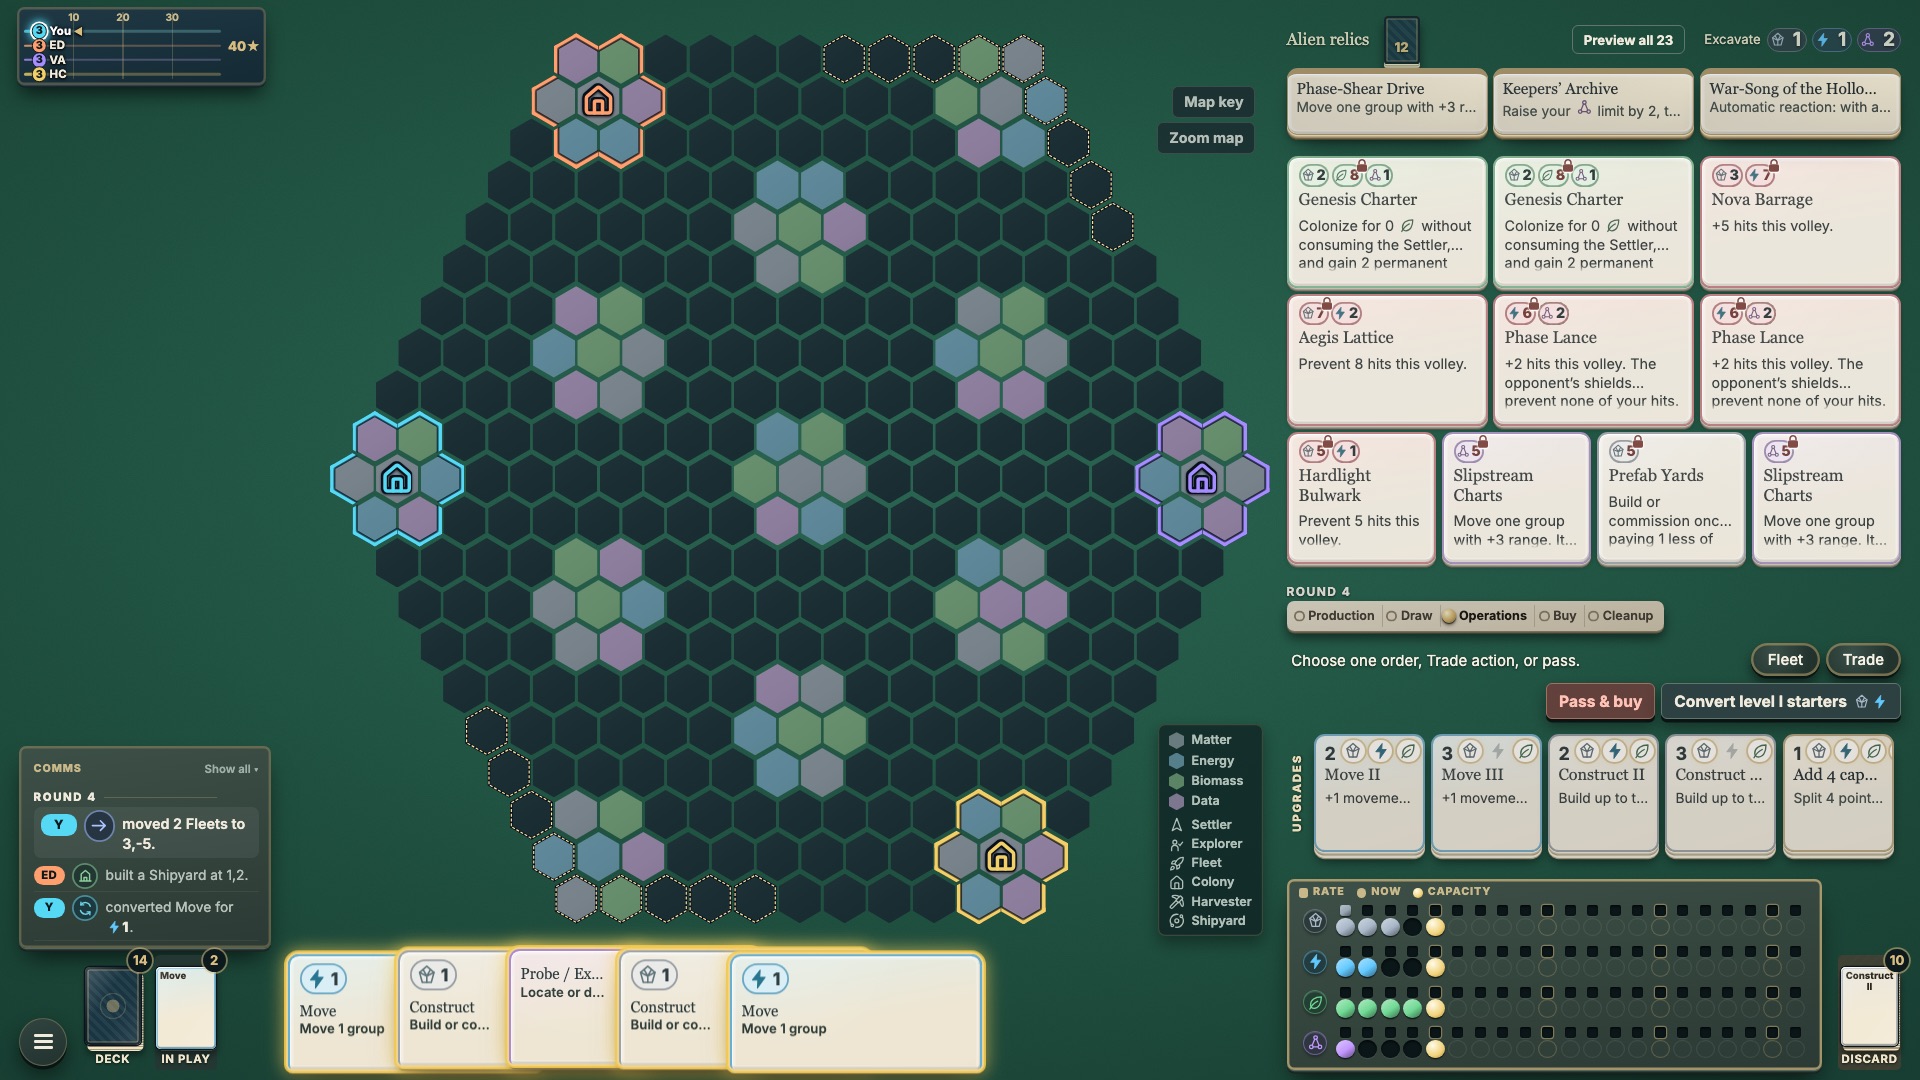 10 20 30
3 You
3 ED
3 VA
3 HC
40★
Map key
Zoom map
Alien relics
12
Preview all 23
Excavate 1 1 2
Phase-Shear Drive
Move one group with +3 r...
Keepers’ Archive
Raise your limit by 2, t...
War-Song of the Hollo...
Automatic reaction: with a...
2 8 1
Genesis Charter
Colonize for 0 without
consuming the Settler,...
and gain 2 permanent
2 8 1
Genesis Charter
Colonize for 0 without
consuming the Settler,...
and gain 2 permanent
3 7
Nova Barrage
+5 hits this volley.
7 2
Aegis Lattice
Prevent 8 hits this volley.
6 2
Phase Lance
+2 hits this volley. The
opponent’s shields...
prevent none of your hits.
6 2
Phase Lance
+2 hits this volley. The
opponent’s shields...
prevent none of your hits.
5 1
Hardlight
Bulwark
Prevent 5 hits this
volley.
5
Slipstream
Charts
Move one group
with +3 range. It...
5
Prefab Yards
Build or
commission onc...
paying 1 less of
5
Slipstream
Charts
Move one group
with +3 range. It...
ROUND 4
Production Draw Operations Buy Cleanup
Choose one order, Trade action, or pass.
Fleet
Trade
Pass & buy
Convert level I starters
UPGRADES
2
Move II
+1 moveme...
3
Move III
+1 moveme...
2
Construct II
Build up to t...
3
Construct ...
Build up to t...
1
Add 4 cap...
Split 4 point...
Matter
Energy
Biomass
Data
Settler
Explorer
Fleet
Colony
Harvester
Shipyard
RATE NOW CAPACITY
COMMS
Show all
ROUND 4
Y moved 2 Fleets to
3,-5.
ED built a Shipyard at 1,2.
Y converted Move for
1.
14
DECK
2
Move
IN PLAY
1
Move
Move 1 group
1
Construct
Build or co...
Probe / Ex...
Locate or d...
1
Construct
Build or co...
1
Move
Move 1 group
10
Construct
II
DISCARD